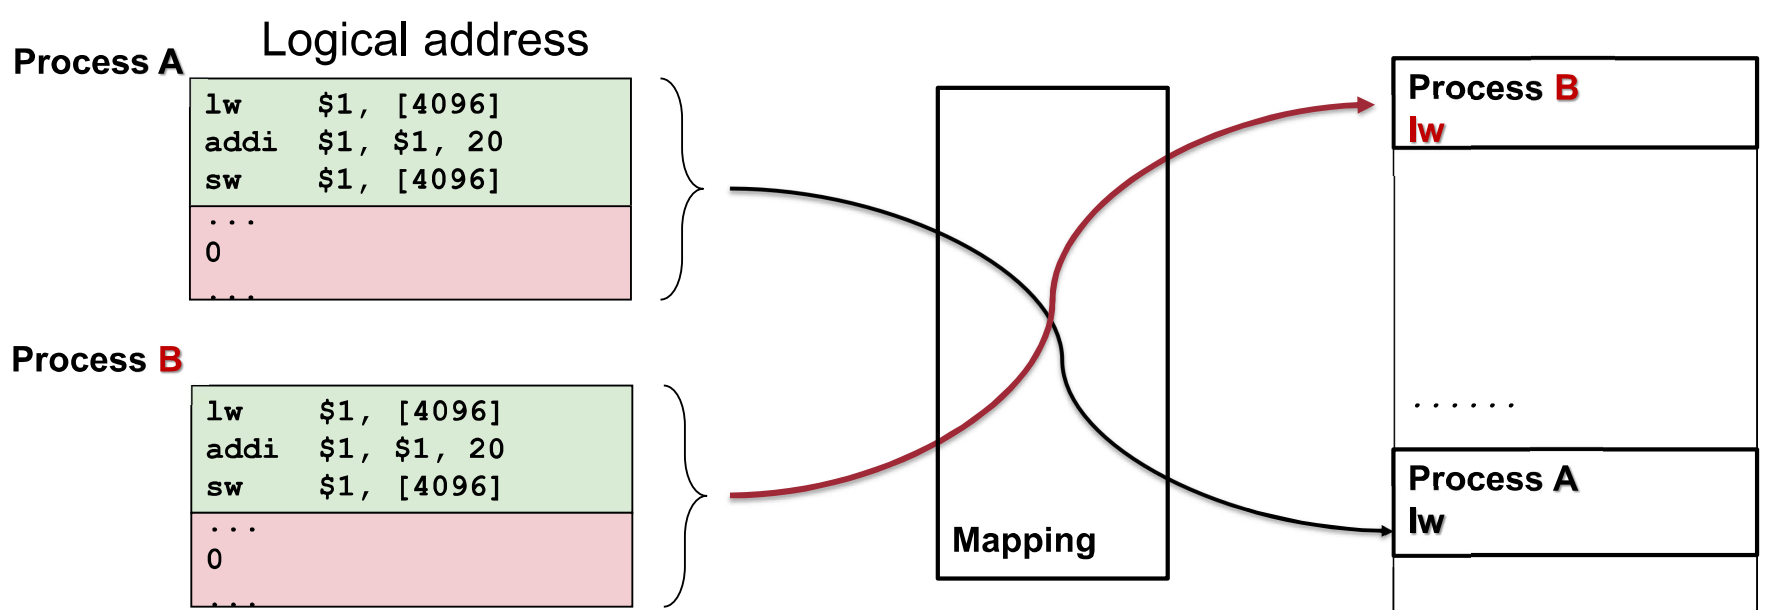 Logical address
Process A
lw $1, [4096]
addi $1, $1, 20
sw $1, [4096]
...
0
...
Process B
lw $1, [4096]
addi $1, $1, 20
sw $1, [4096]
...
0
...
Mapping
Process B
lw
......
Process A
lw